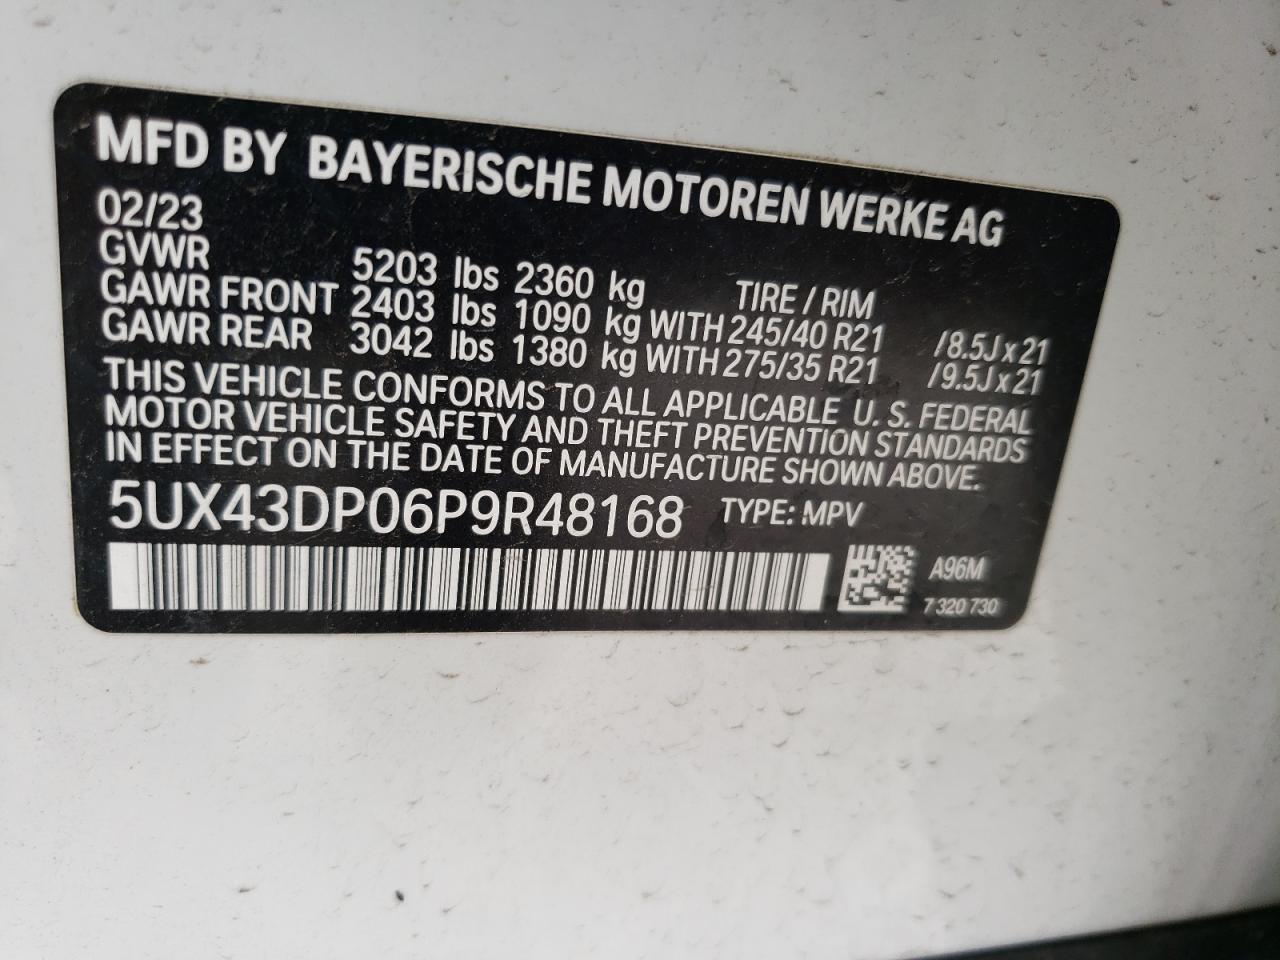 MFD BY BAYERISCHE MOTOREN WERKE AG
02/23
GVWR 5203 lbs 2360 kg TIRE / RIM
GAWR FRONT 2403 lbs 1090 kg WITH 245/40 R21 /8.5J x 21
GAWR REAR 3042 lbs 1380 kg WITH 275/35 R21 /9.5J x 21
THIS VEHICLE CONFORMS TO ALL APPLICABLE U. S. FEDERAL
MOTOR VEHICLE SAFETY AND THEFT PREVENTION STANDARDS
IN EFFECT ON THE DATE OF MANUFACTURE SHOWN ABOVE.
5UX43DP06P9R48168 TYPE: MPV
A96M
7 320 730